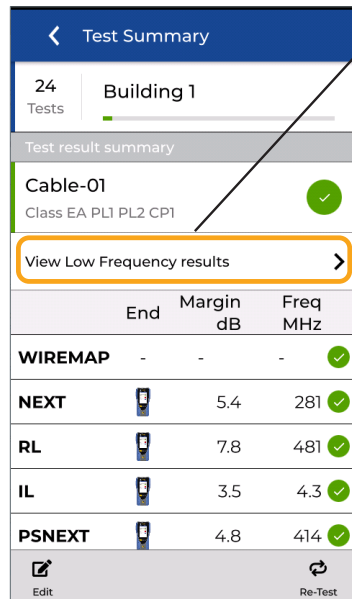 Test Summary
24
Tests
Building 1
Test result summary
Cable-01
Class EA PL1 PL2 CP1
View Low Frequency results
End Margin dB Freq MHz
WIREMAP - - -
NEXT 5.4 281
RL 7.8 481
IL 3.5 4.3
PSNEXT 4.8 414
Edit Re-Test